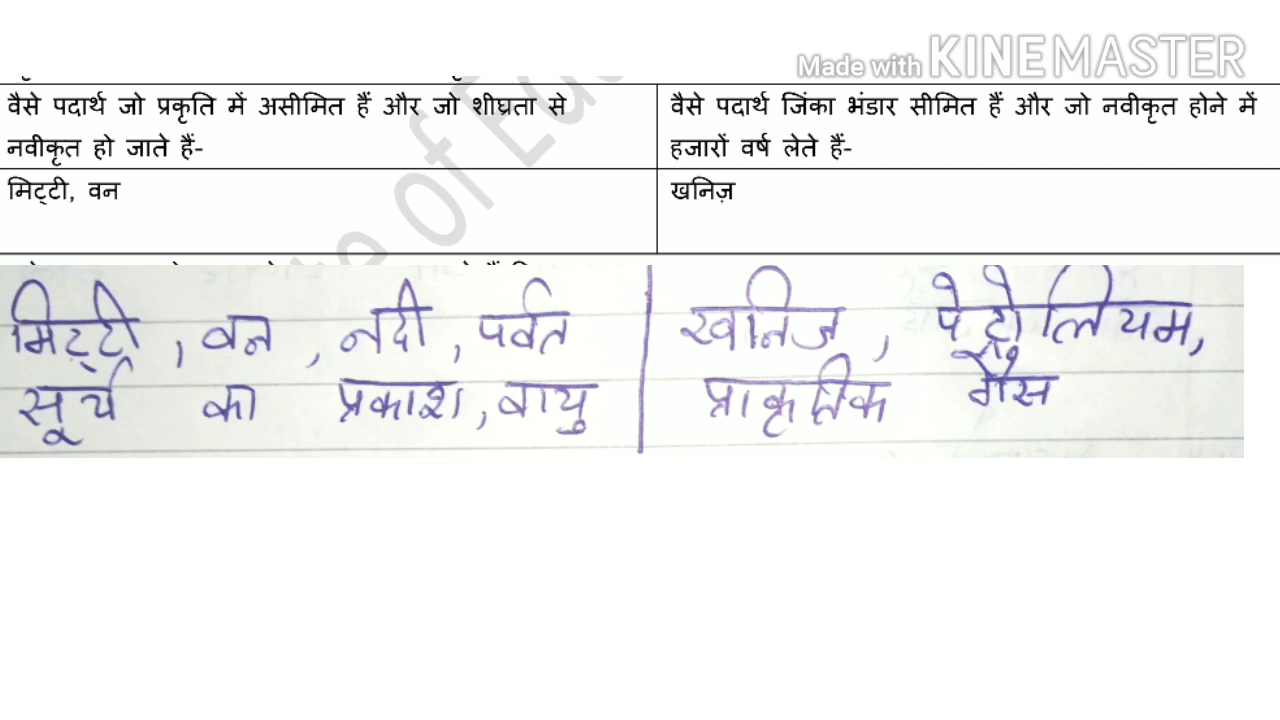 Made with KINEMASTER
वैसे पदार्थ जो प्रकृति में असीमित हैं और जो शीघ्रता से
नवीकृत हो जाते हैं-
वैसे पदार्थ जिंका भंडार सीमित हैं और जो नवीकृत होने में
हजारों वर्ष लेते हैं-
मिट्टी, वन
खनिज़
मिट्टी, वन, नदी, पर्वत
सूर्य का प्रकाश, वायु
खनिज, पेट्रोलियम,
प्राकृतिक गैस